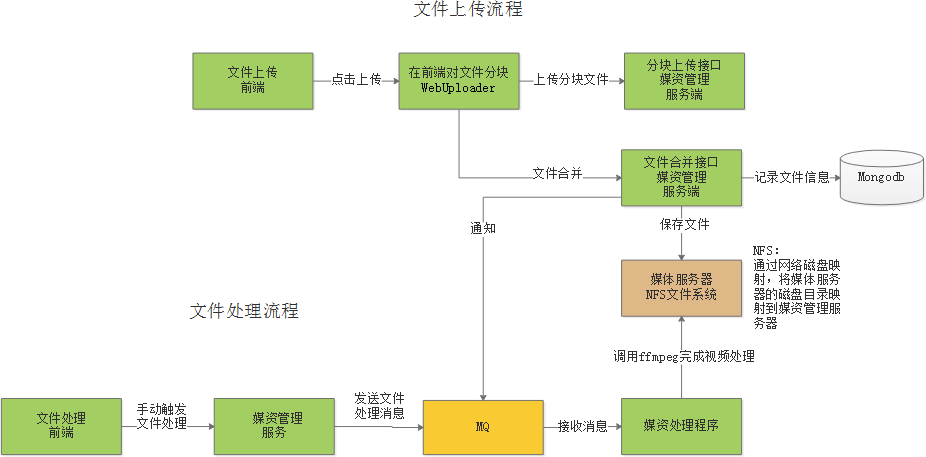 文件上传流程
文件上传
前端
点击上传
在前端对文件分块
WebUploader
上传分块文件
分块上传接口
媒资管理
服务端
文件合并
文件合并接口
媒资管理
服务端
记录文件信息
Mongodb
通知
保存文件
媒体服务器
NFS文件系统
NFS：
通过网络磁盘映
射，将媒体服务
器的磁盘目录映
射到媒资管理服
务器
文件处理流程
调用ffmpeg完成视频处理
文件处理
前端
手动触发
文件处理
媒资管理
服务
发送文件
处理消息
MQ
接收消息
媒资处理程序